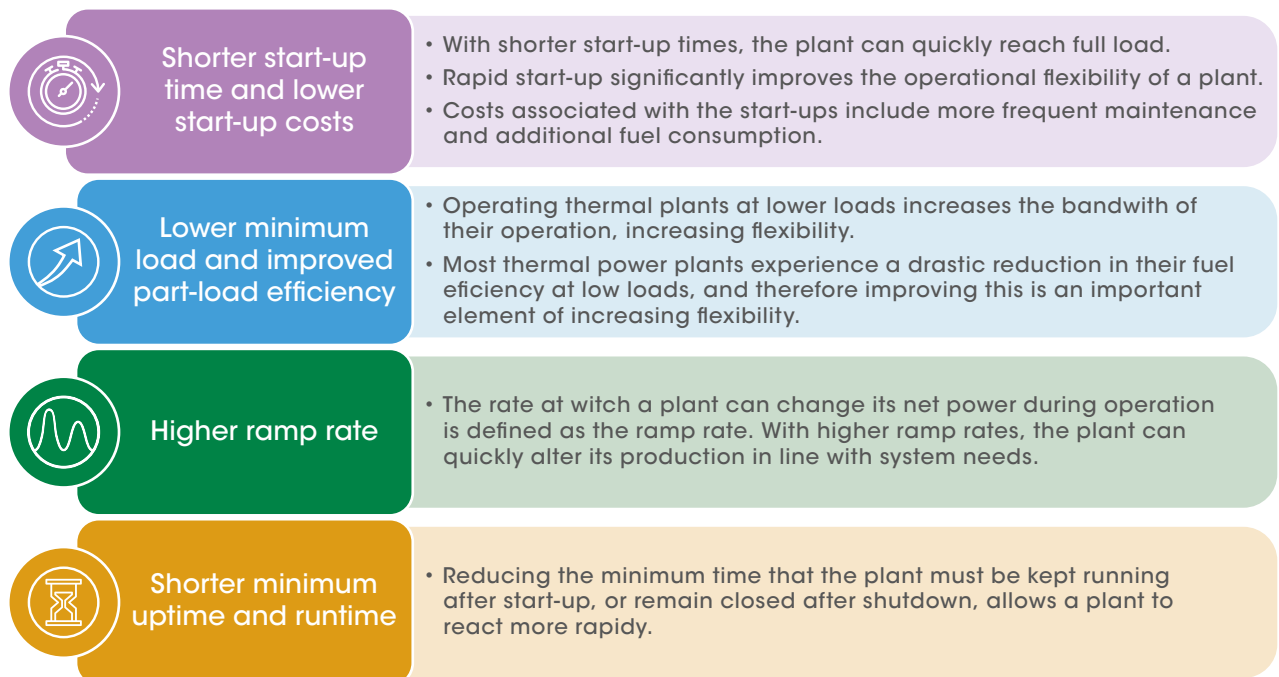 Shorter start-up
time and lower
start-up costs
• With shorter start-up times, the plant can quickly reach full load.
• Rapid start-up significantly improves the operational flexibility of a plant.
• Costs associated with the start-ups include more frequent maintenance
and additional fuel consumption.
Lower minimum
load and improved
part-load efficiency
• Operating thermal plants at lower loads increases the bandwith of
their operation, increasing flexibility.
• Most thermal power plants experience a drastic reduction in their fuel
eficiency at low loads, and therefore improving this is an important
element of increasing flexibility.
Higher ramp rate
• The rate at witch a plant can change its net power during operation
is defined as the ramp rate. With higher ramp rates, the plant can
quickly alter its production in line with system needs.
Shorter minimum
uptime and runtime
• Reducing the minimum time that the plant must be kept running
after start-up, or remain closed after shutdown, allows a plant to
react more rapidy.